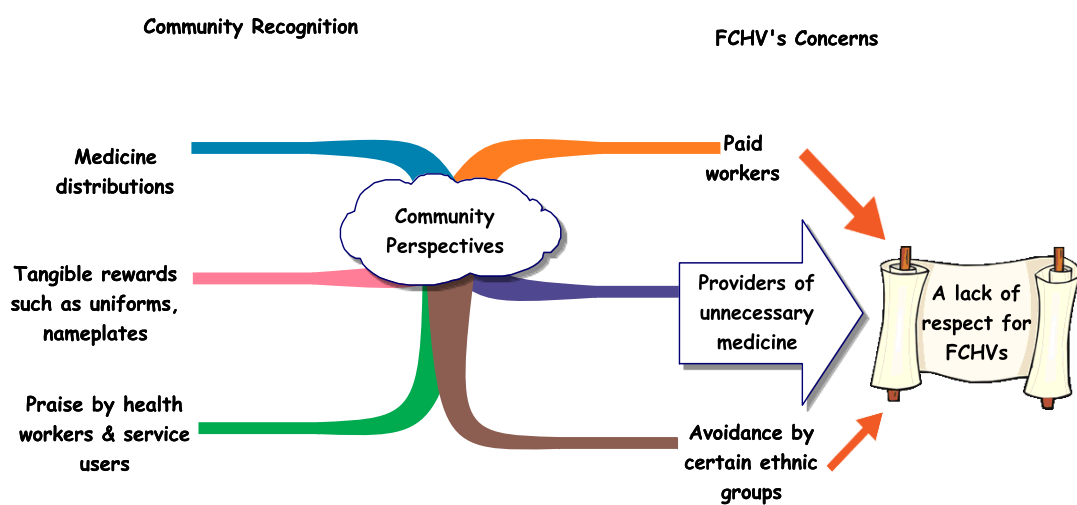 Community Recognition
FCHV's Concerns
Medicine
distributions
Tangible rewards
such as uniforms,
nameplates
Praise by health
workers & service
users
Community
Perspectives
Paid
workers
Providers of
unnecessary
medicine
Avoidance by
certain ethnic
groups
A lack of
respect for
FCHVs